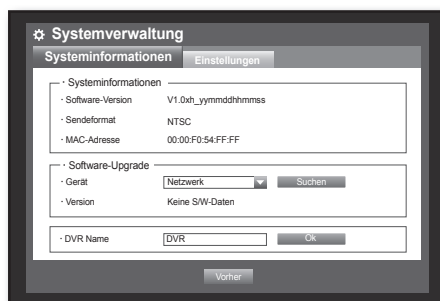 Systemverwaltung
Systeminformationen Einstellungen
· Systeminformationen
· Software-Version V1.0xh_yymmddhhmmss
· Sendeformat NTSC
· MAC-Adresse 00:00:F0:54:FF:FF
· Software-Upgrade
· Gerät Netzwerk Suchen
· Version Keine S/W-Daten
· DVR Name DVR Ok
Vorher